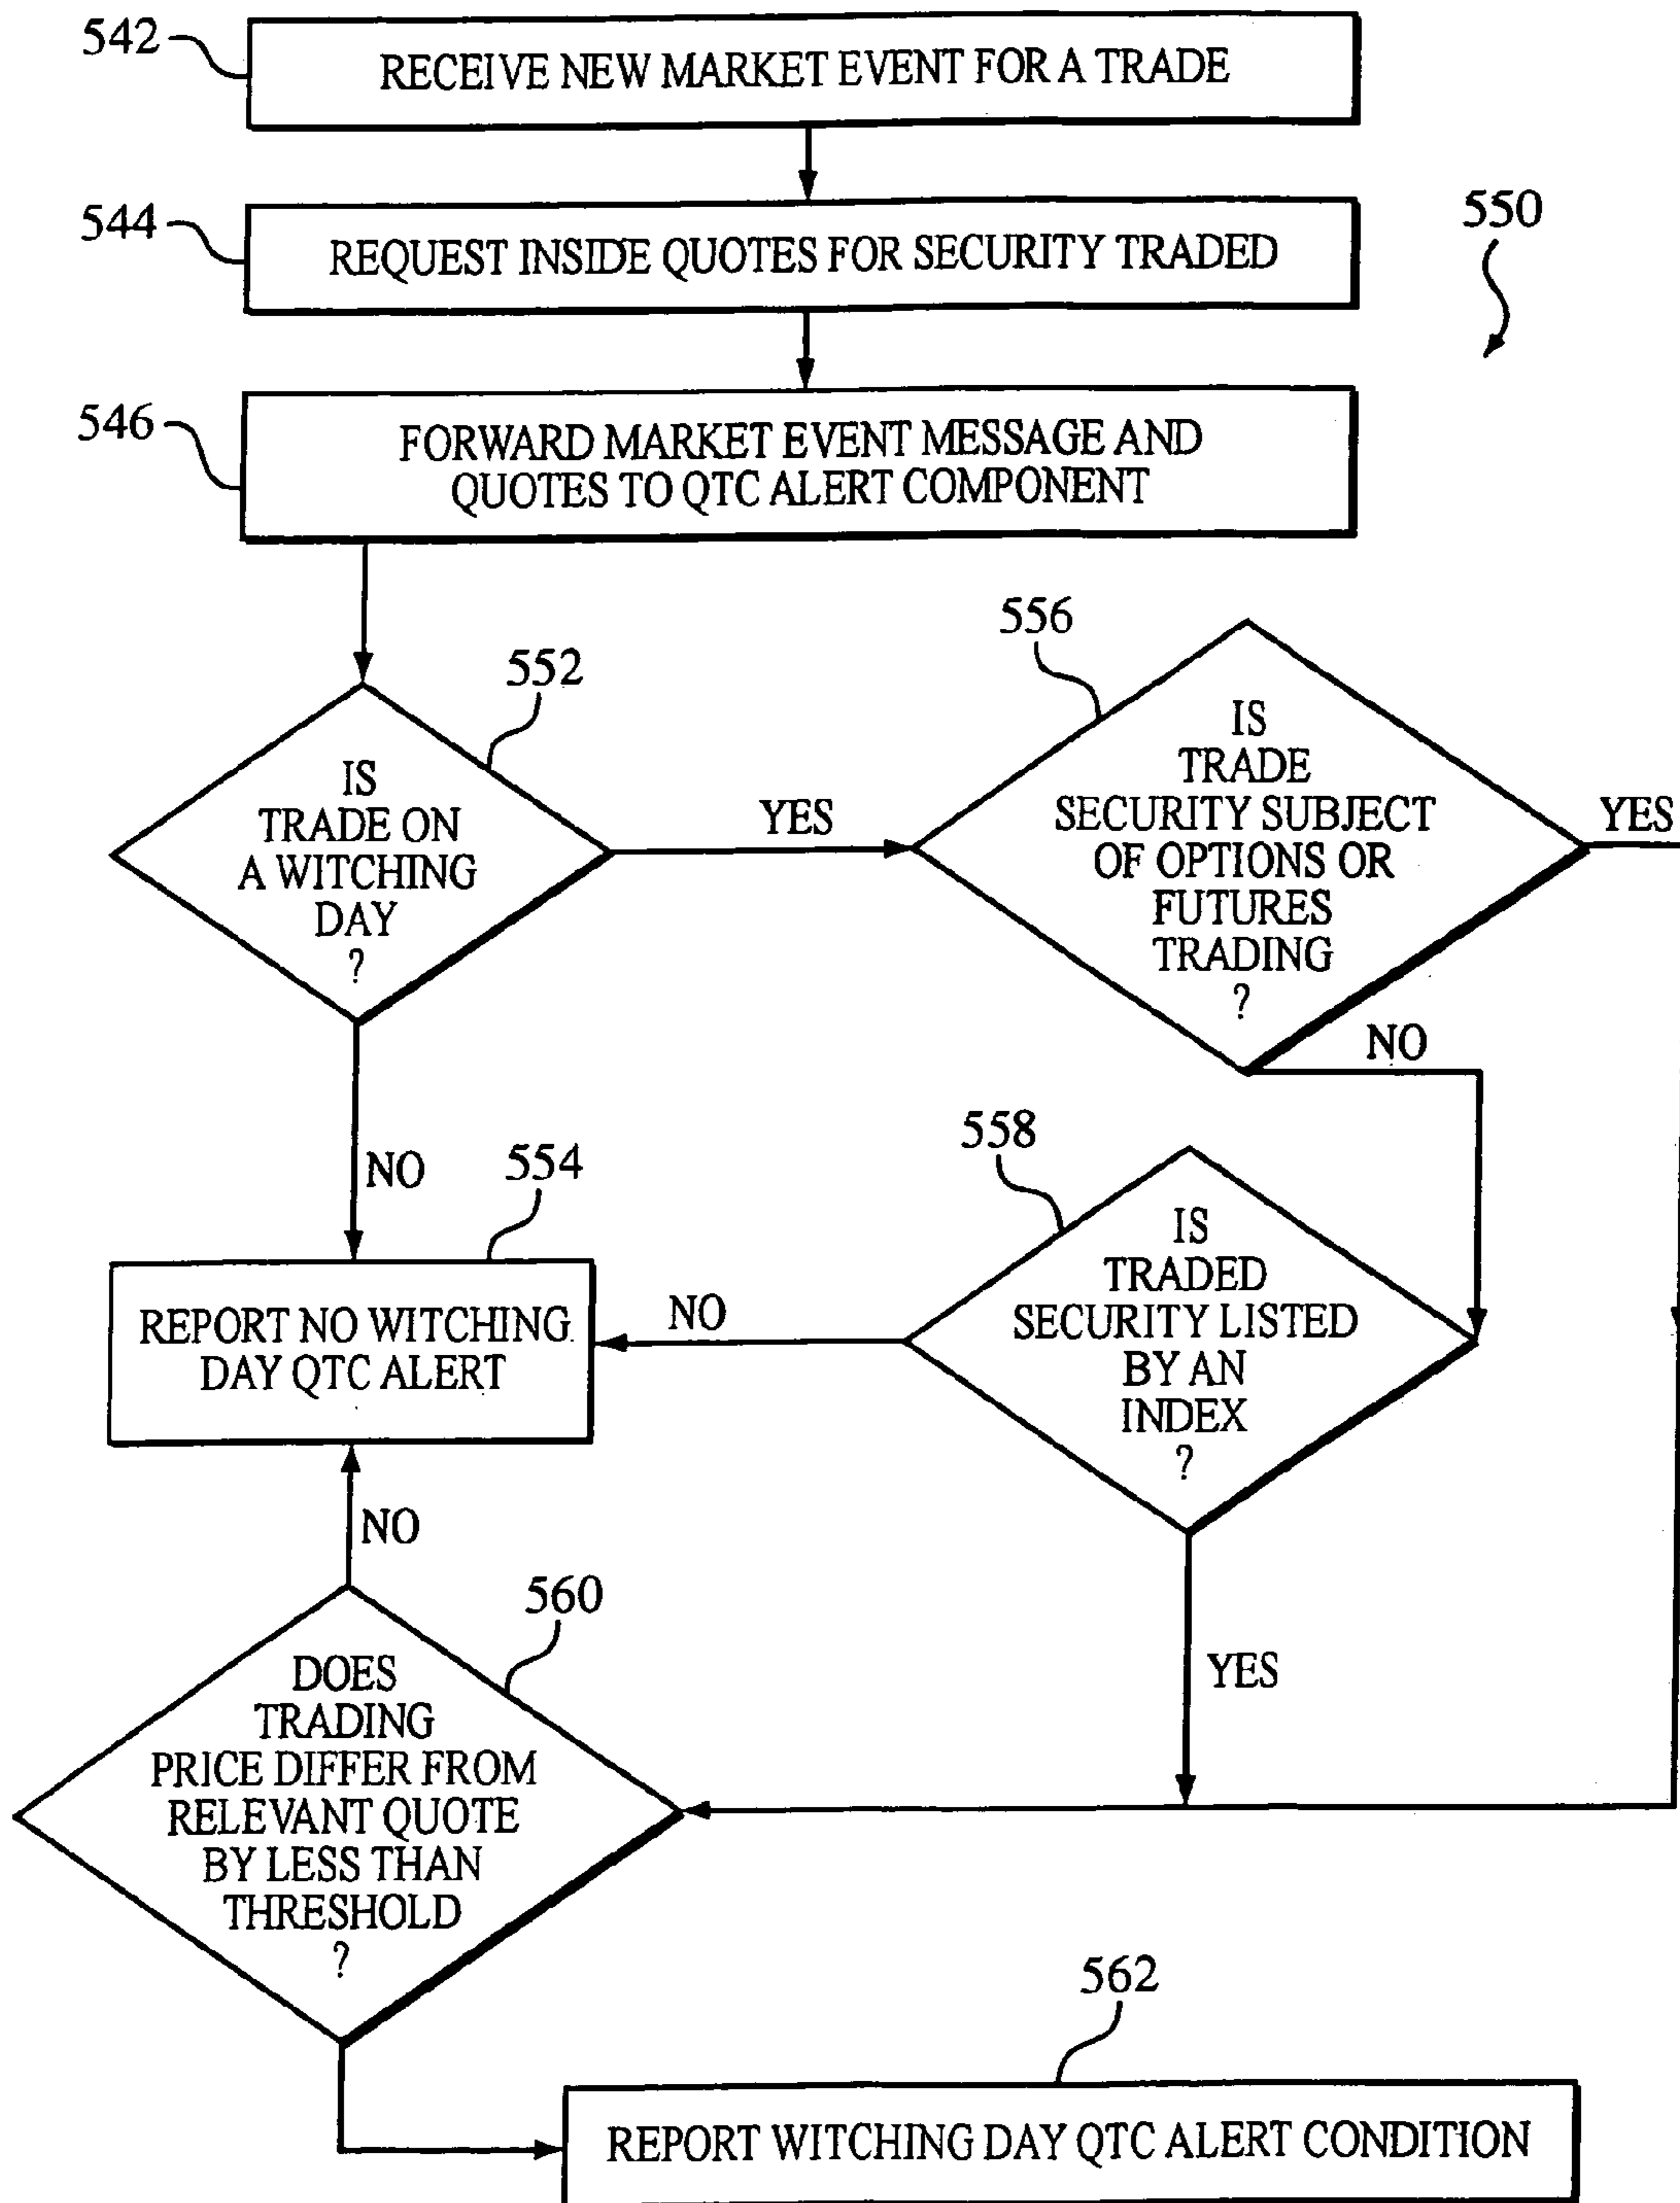 542
RECEIVE NEW MARKET EVENT FOR A TRADE
544
REQUEST INSIDE QUOTES FOR SECURITY TRADED
550
546
FORWARD MARKET EVENT MESSAGE AND
QUOTES TO QTC ALERT COMPONENT
552
IS
TRADE ON
A WITCHING
DAY
?
YES
556
IS
TRADE
SECURITY SUBJECT
OF OPTIONS OR
FUTURES
TRADING
?
YES
NO
NO
554
REPORT NO WITCHING
DAY QTC ALERT
558
IS
TRADED
SECURITY LISTED
BY AN
INDEX
?
NO
YES
NO
560
DOES
TRADING
PRICE DIFFER FROM
RELEVANT QUOTE
BY LESS THAN
THRESHOLD
?
562
REPORT WITCHING DAY QTC ALERT CONDITION